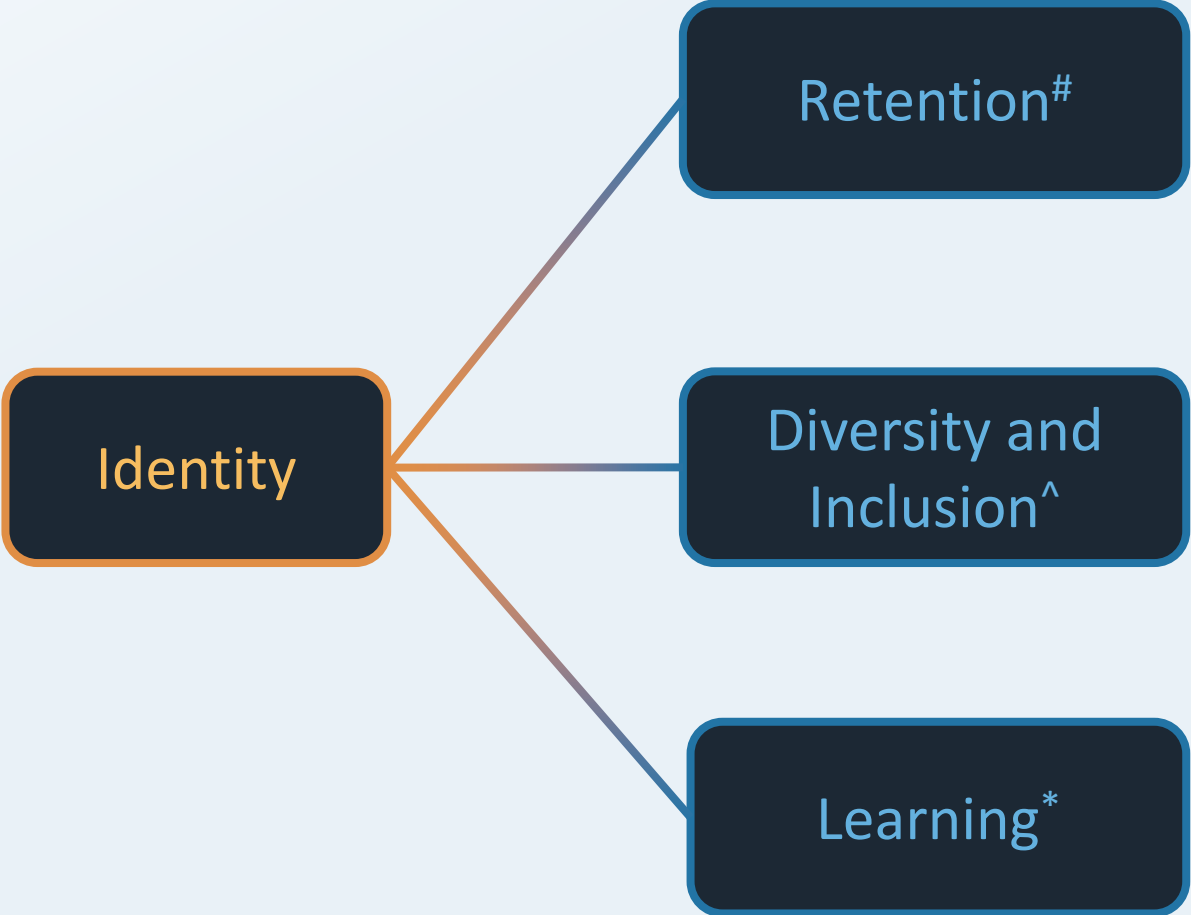 Retention#
Identity
Diversity and
Inclusion^
Learning*